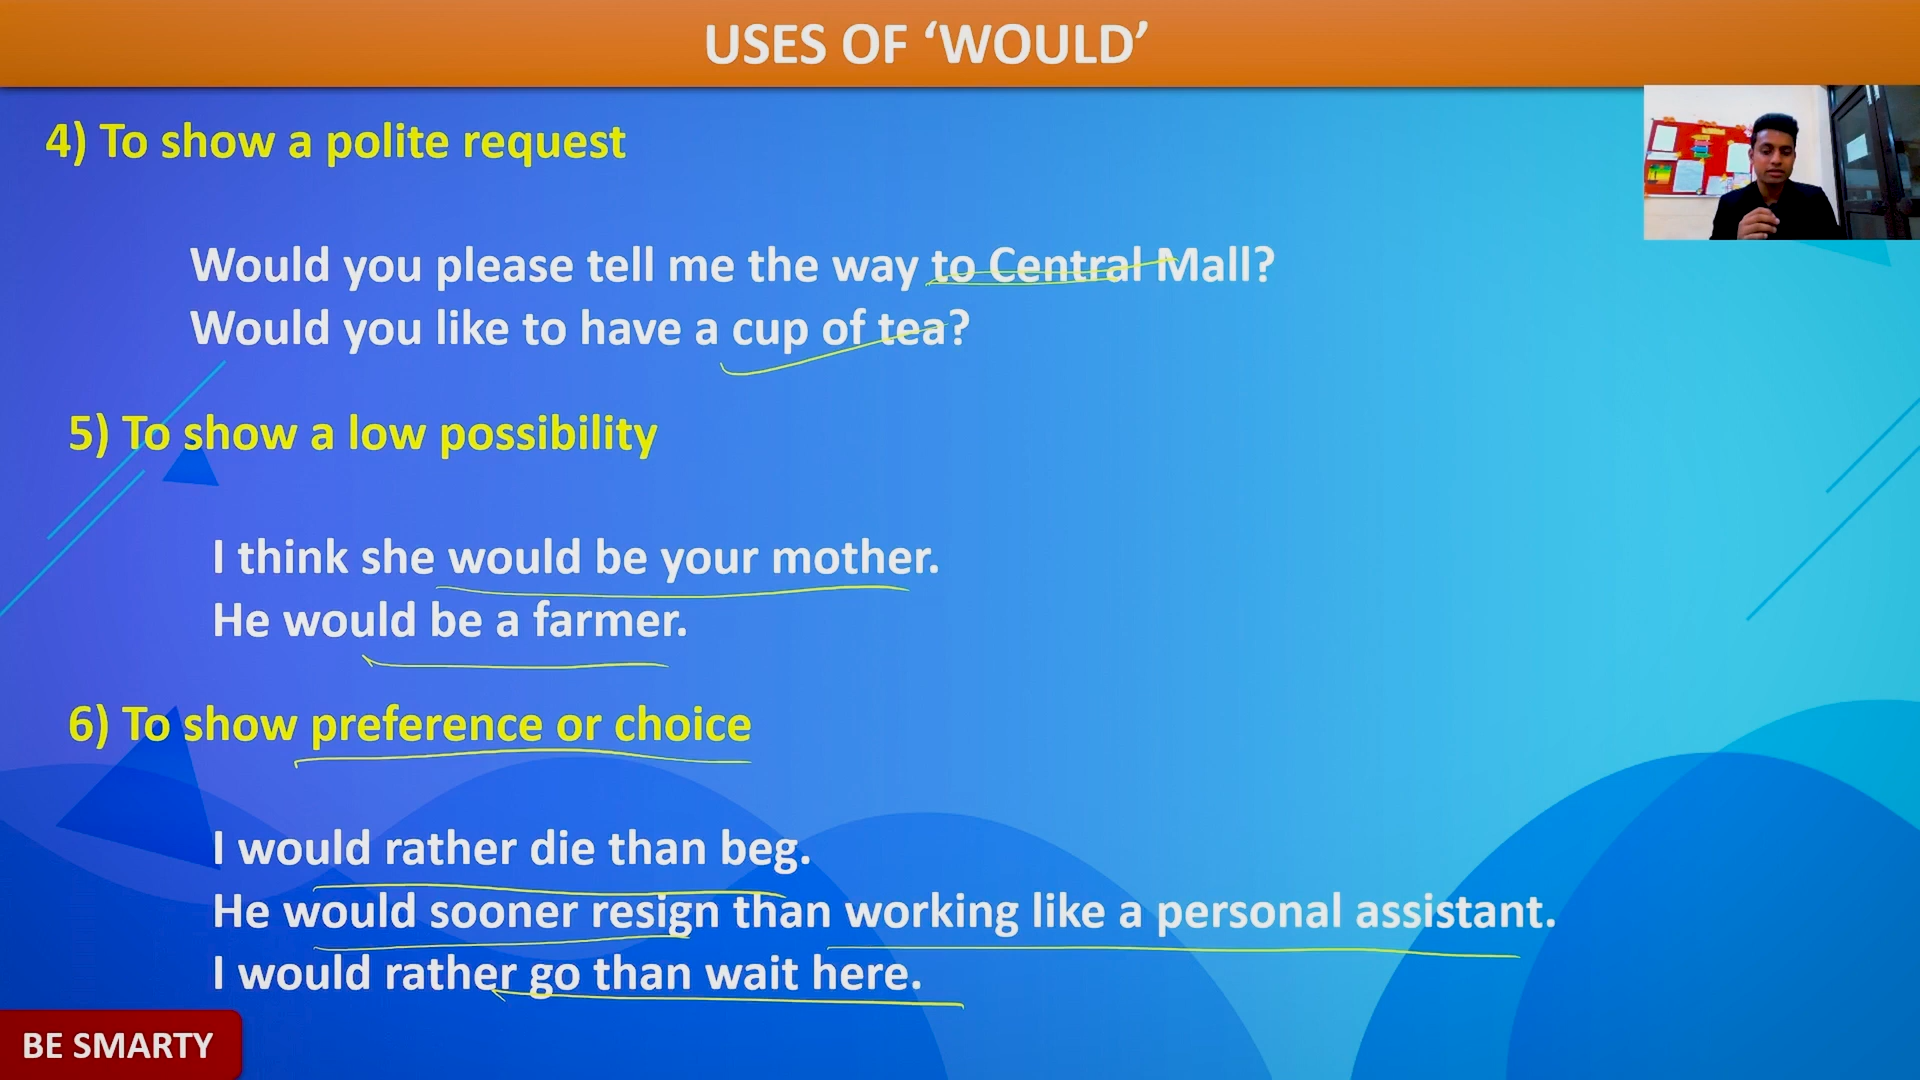 USES OF ‘WOULD’
4) To show a polite request
Would you please tell me the way to Central Mall?
Would you like to have a cup of tea?
5) To show a low possibility
I think she would be your mother.
He would be a farmer.
6) To show preference or choice
I would rather die than beg.
He would sooner resign than working like a personal assistant.
I would rather go than wait here.
BE SMARTY